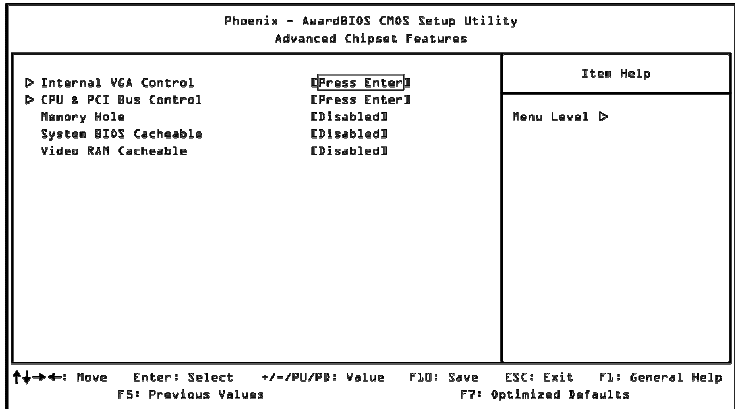 Phoenix - AwardBIOS CMOS Setup Utility
Advanced Chipset Features
▷ Internal VGA Control [Press Enter]
▷ CPU & PCI Bus Control [Press Enter]
Memory Hole [Disabled]
System BIOS Cacheable [Disabled]
Video RAM Cacheable [Disabled]
Item Help
Menu Level ▷
↑↓→←: Move Enter: Select +/-/PU/PD: Value F10: Save ESC: Exit F1: General Help
F5: Previous Values F7: Optimized Defaults